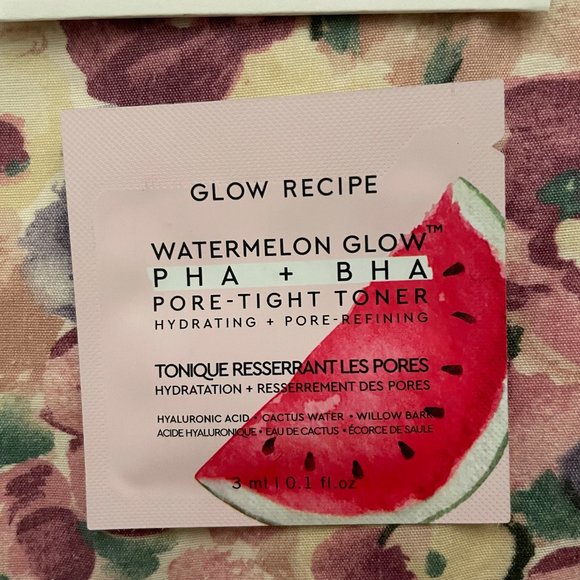 GLOW RECIPE
WATERMELON GLOW™
PHA + BHA
PORE-TIGHT TONER
HYDRATING + PORE-REFINING
TONIQUE RESSERRANT LES PORES
HYDRATATION + RESSERREMENT DES PORES
HYALURONIC ACID • CACTUS WATER • WILLOW BARK
ACIDE HYALURONIQUE • EAU DE CACTUS • ÉCORCE DE SAULE
3 ml | 0.1 fl.oz